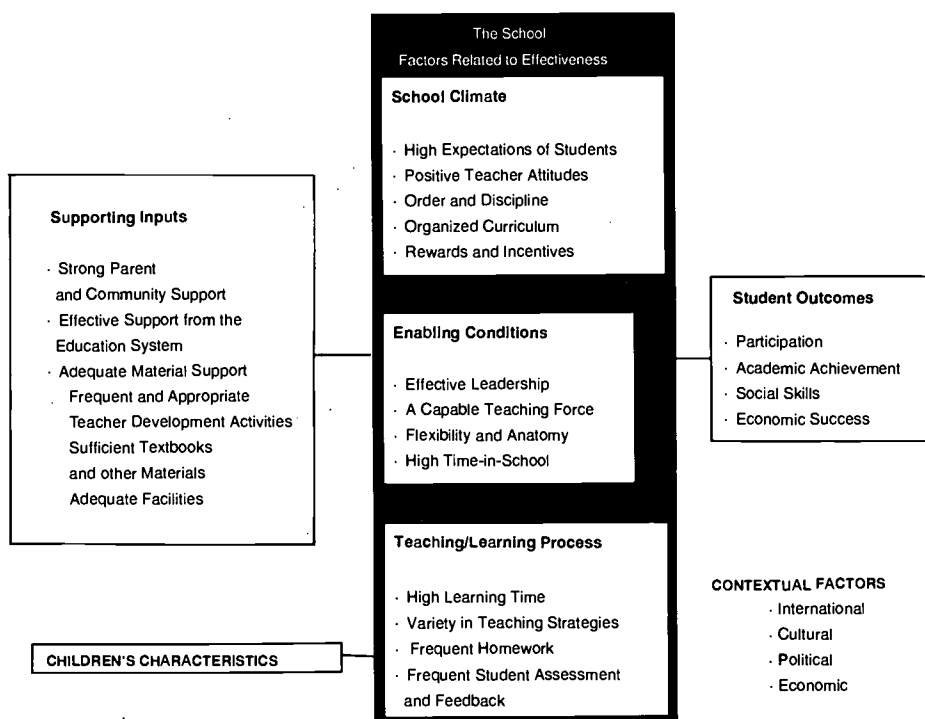 The School
Factors Related to Effectiveness
School Climate
· High Expectations of Students
· Positive Teacher Attitudes
· Order and Discipline
· Organized Curriculum
· Rewards and Incentives
Supporting Inputs
· Strong Parent
and Community Support
· Effective Support from the
Education System
· Adequate Material Support
Frequent and Appropriate
Teacher Development Activities
Sufficient Textbooks
and other Materials
Adequate Facilities
Enabling Conditions
· Effective Leadership
· A Capable Teaching Force
· Flexibility and Anatomy
· High Time-in-School
Student Outcomes
· Participation
· Academic Achievement
· Social Skills
· Economic Success
Teaching/Learning Process
· High Learning Time
· Variety in Teaching Strategies
· Frequent Homework
· Frequent Student Assessment
and Feedback
CHILDREN'S CHARACTERISTICS
CONTEXTUAL FACTORS
· International
· Cultural
· Political
· Economic